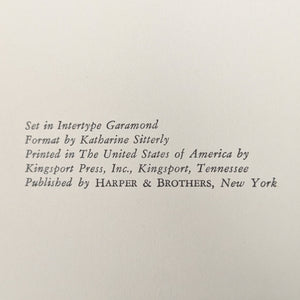 Set in Intertype Garamond
Format by Katharine Sitterly
Printed in The United States of America by
Kingsport Press, Inc., Kingsport, Tennessee
Published by HARPER & BROTHERS, New York